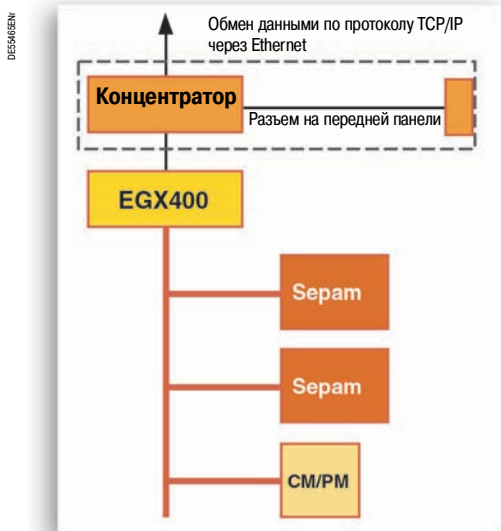 DE55465ENr
Обмен данными по протоколу TCP/IP
через Ethernet
Концентратор
Разъем на передней панели
EGX400
Sepam
Sepam
CM/PM